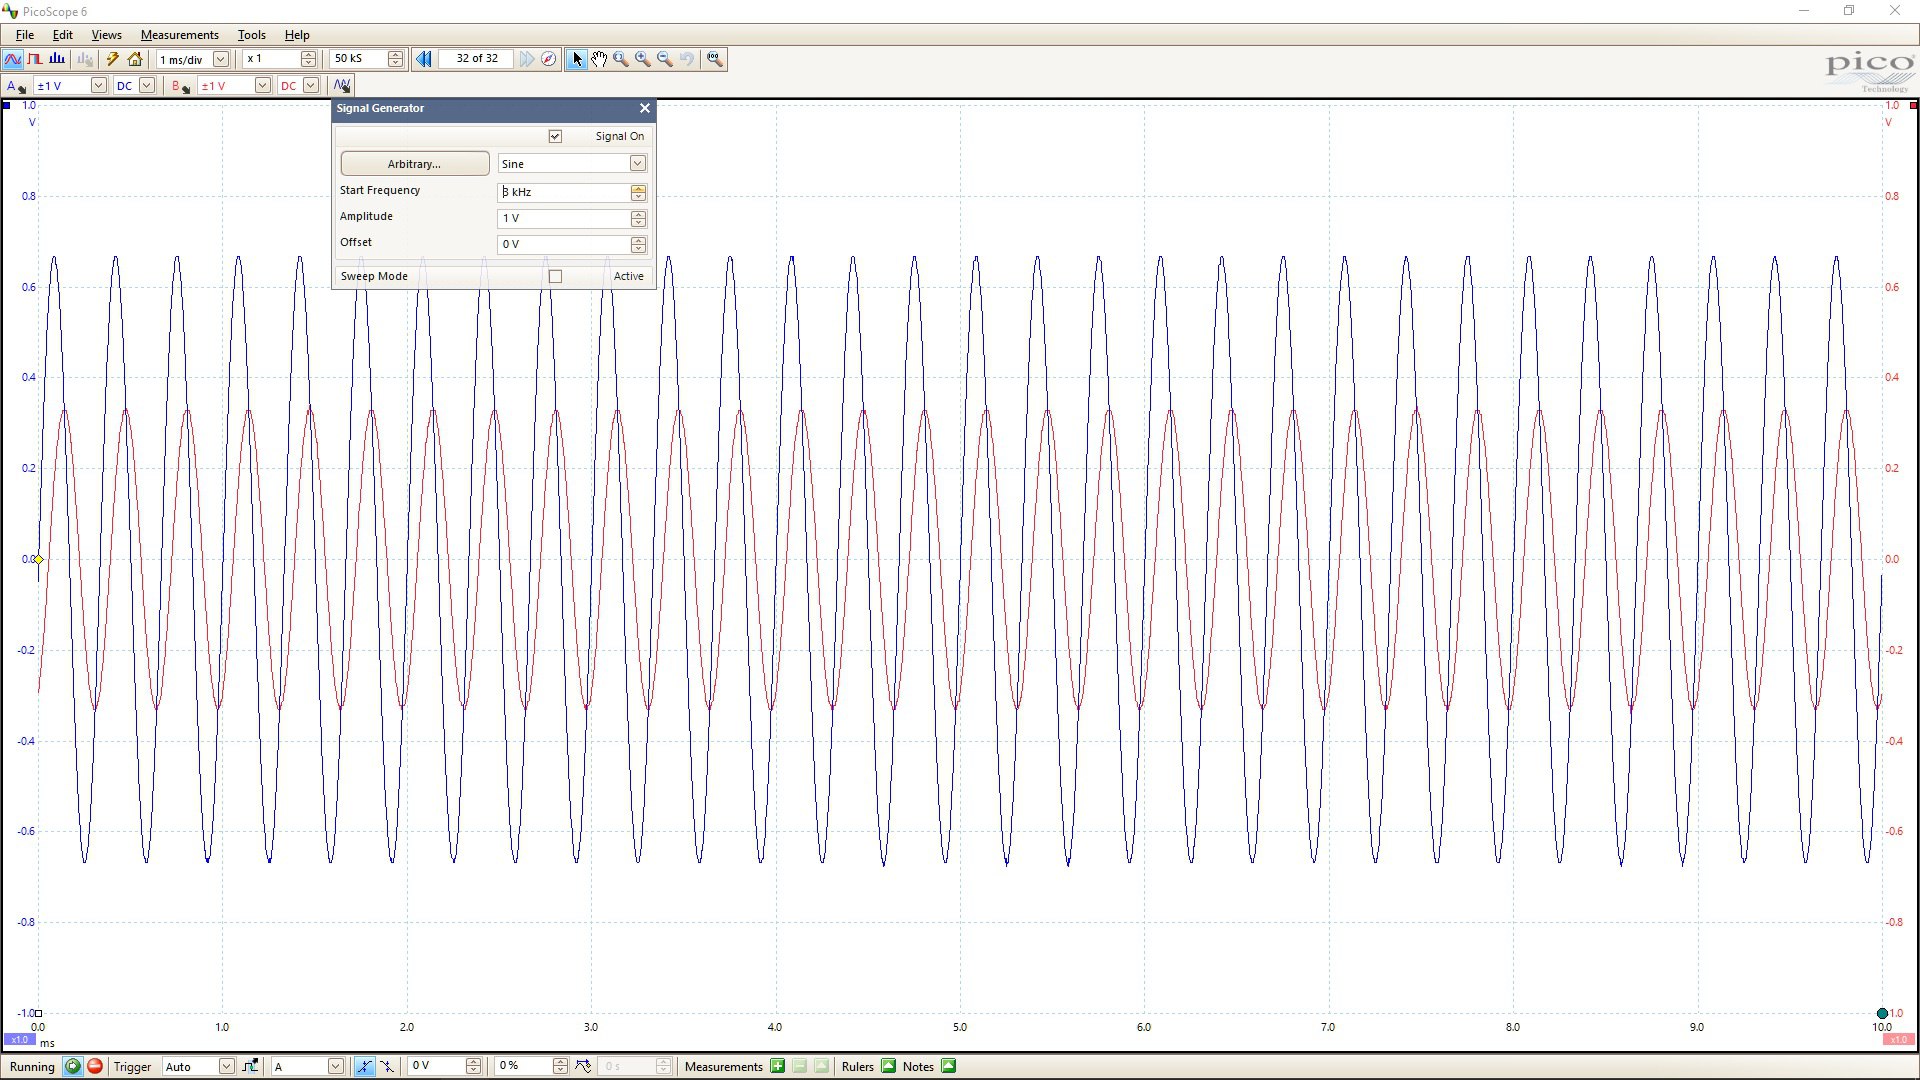 PicoScope 6
File Edit Views Measurements Tools Help
1 ms/div x 1 50 kS 32 of 32
pico
Technology
A ±1 V DC B ±1 V DC
Signal Generator
Signal On
Arbitrary... Sine
Start Frequency 3 kHz
Amplitude 1 V
Offset 0 V
Sweep Mode Active
1.0 1.0
V V
0.8 0.8
0.6 0.6
0.4 0.4
0.2 0.2
0.0 0.0
-0.2 -0.2
-0.4 -0.4
-0.6 -0.6
-0.8 -0.8
-1.0 1.0
0.0 1.0 2.0 3.0 4.0 5.0 6.0 7.0 8.0 9.0 10.0
x1.0 ms x1.0
Running Trigger Auto A 0 V 0 % 0 s Measurements Rulers Notes